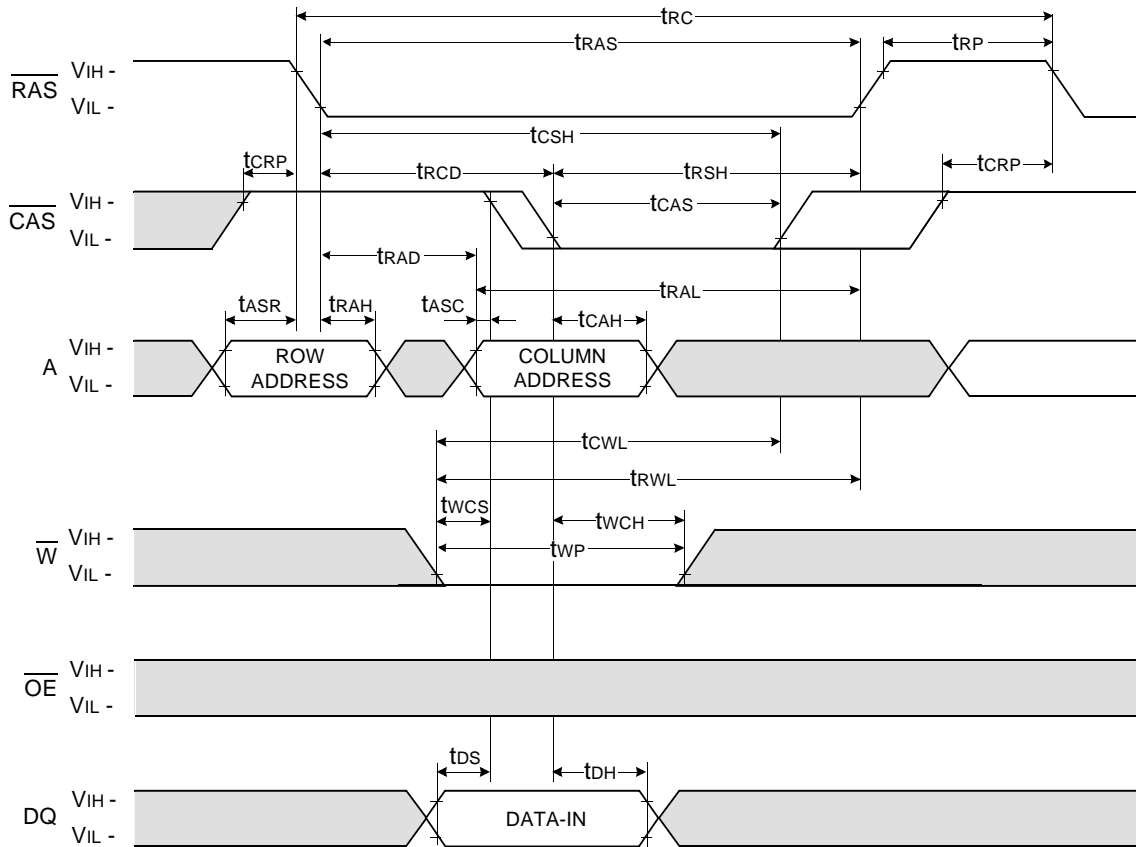 tRC
tRAS
tRP
RAS
VIH -
VIL -
tCSH
tCRP
tRCD
tRSH
tCRP
CAS
VIH -
VIL -
tCAS
tRAD
tRAL
tASR
tRAH
tASC
tCAH
A
VIH -
VIL -
ROW
ADDRESS
COLUMN
ADDRESS
tCWL
tRWL
tWCS
tWCH
W
VIH -
VIL -
tWP
OE
VIH -
VIL -
tDS
tDH
DQ
VIH -
VIL -
DATA-IN